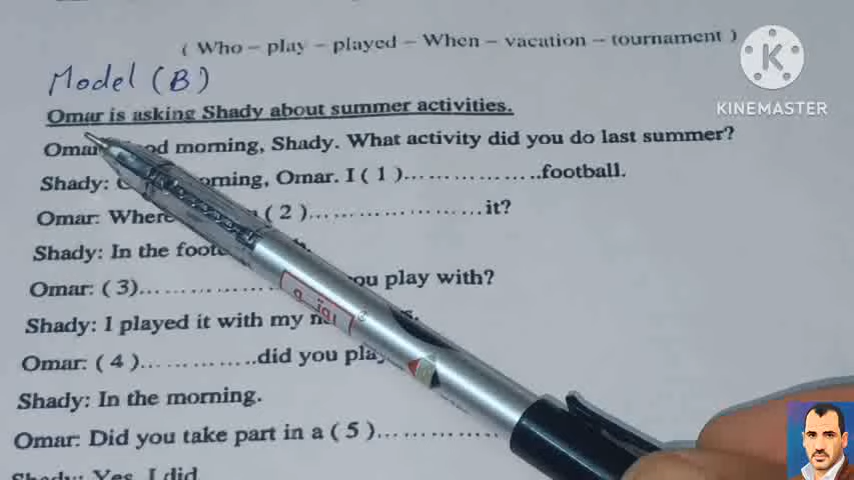 ( Who – play – played – When – vacation – tournament )
Model (B)
KINEMASTER
Omar is asking Shady about summer activities.
Omar morning, Shady. What activity did you do last summer?
Shady: Omar. I ( 1 )..................football.
Omar: Where ( 2 ).........................it?
Shady: In the
Omar: ( 3).................. you play with?
Shady: I played it with my
Omar: ( 4 )...............did you
Shady: In the morning.
Omar: Did you take part in a ( 5 )...............
Shady: Yes, I did